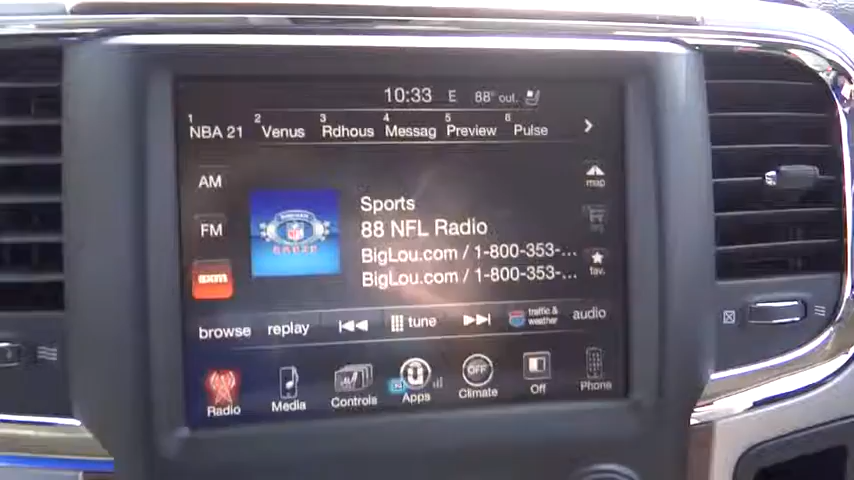 10:33 E 88° out.
1 NBA 21 2 Venus 3 Rdhous 4 Messag 5 Preview 6 Pulse
AM
FM
sxm
Sports
88 NFL Radio
BigLou.com / 1-800-353-...
BigLou.com / 1-800-353-...
map
fav.
browse replay tune traffic & weather audio
Radio Media Controls Apps OFF Climate Off Phone